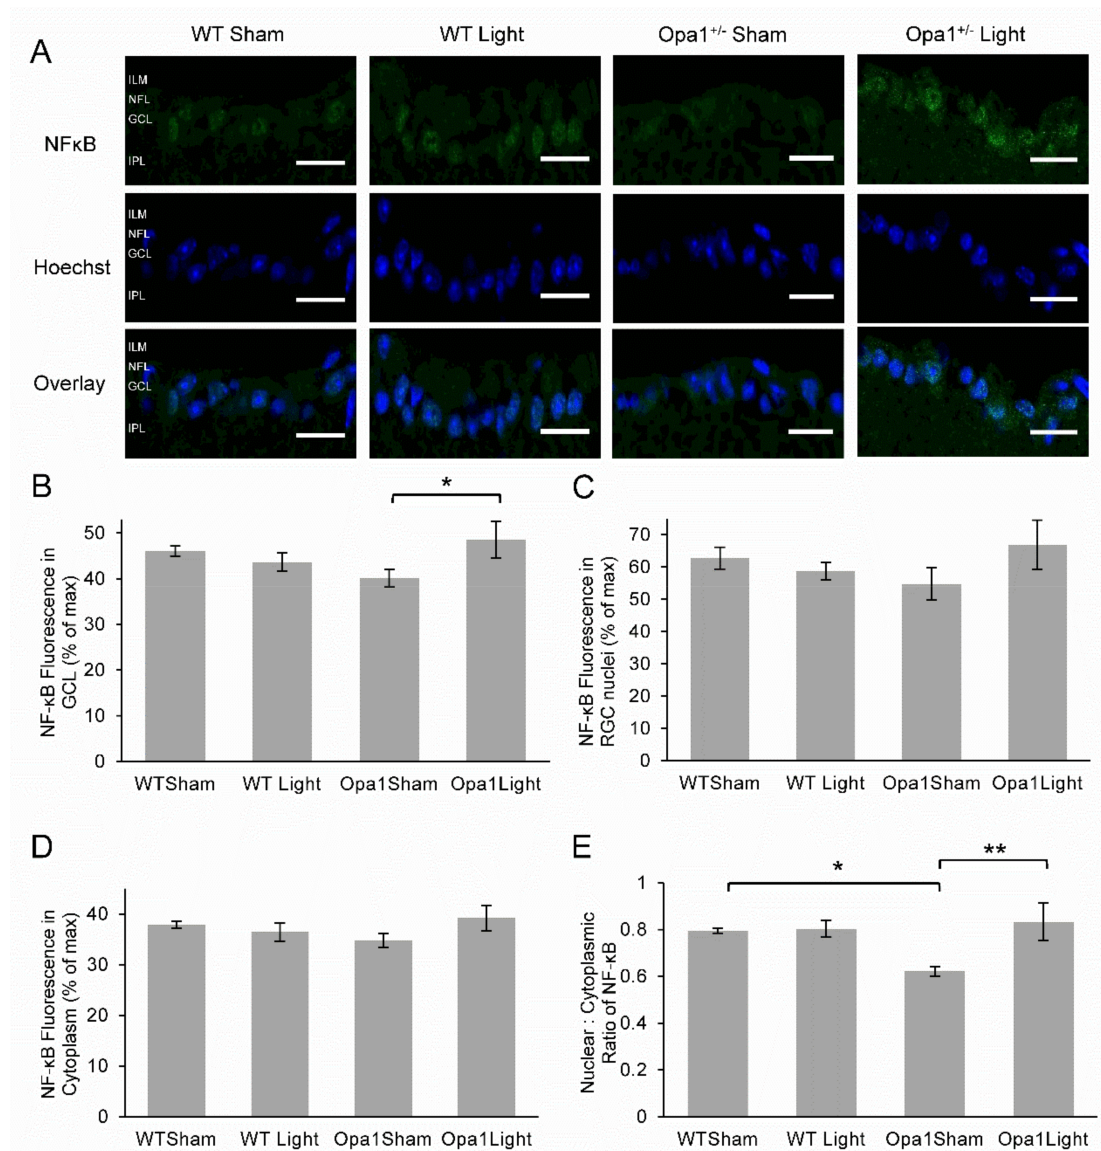 WT Sham WT Light Opa1+/- Sham Opa1+/- Light
A
NFκB
ILM
NFL
GCL
IPL
Hoechst
ILM
NFL
GCL
IPL
Overlay
ILM
NFL
GCL
IPL
B
*
NF-κB Fluorescence in
GCL (% of max)
50
40
30
20
10
0
WTSham WT Light Opa1Sham Opa1Light
C
NF-κB Fluorescence in
RGC nuclei (% of max)
70
60
50
40
30
20
10
0
WTSham WT Light Opa1Sham Opa1Light
D
NF-κB Fluorescence in
Cytoplasm (% of max)
40
30
20
10
0
WTSham WT Light Opa1Sham Opa1Light
E
* **
Nuclear : Cytoplasmic
Ratio of NF-κB
1
0.8
0.6
0.4
0.2
0
WTSham WT Light Opa1Sham Opa1Light